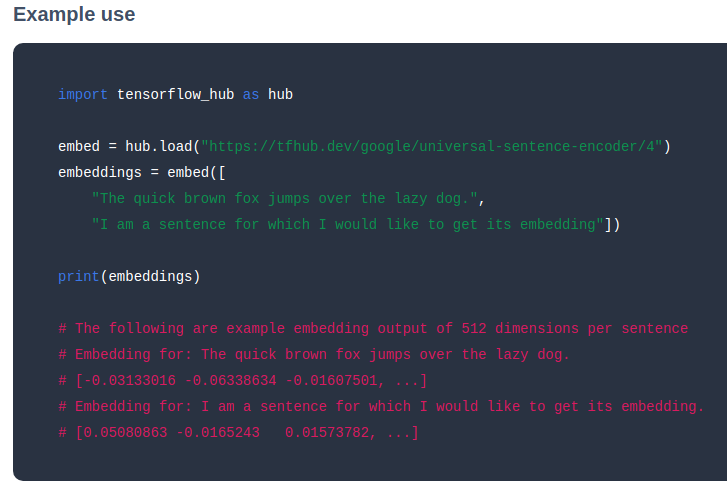 Example use
import tensorflow_hub as hub
embed = hub.load("https://tfhub.dev/google/universal-sentence-encoder/4")
embeddings = embed([
    "The quick brown fox jumps over the lazy dog.",
    "I am a sentence for which I would like to get its embedding"])
print(embeddings)
# The following are example embedding output of 512 dimensions per sentence
# Embedding for: The quick brown fox jumps over the lazy dog.
# [-0.03133016 -0.06338634 -0.01607501, ...]
# Embedding for: I am a sentence for which I would like to get its embedding.
# [0.05080863 -0.0165243   0.01573782, ...]